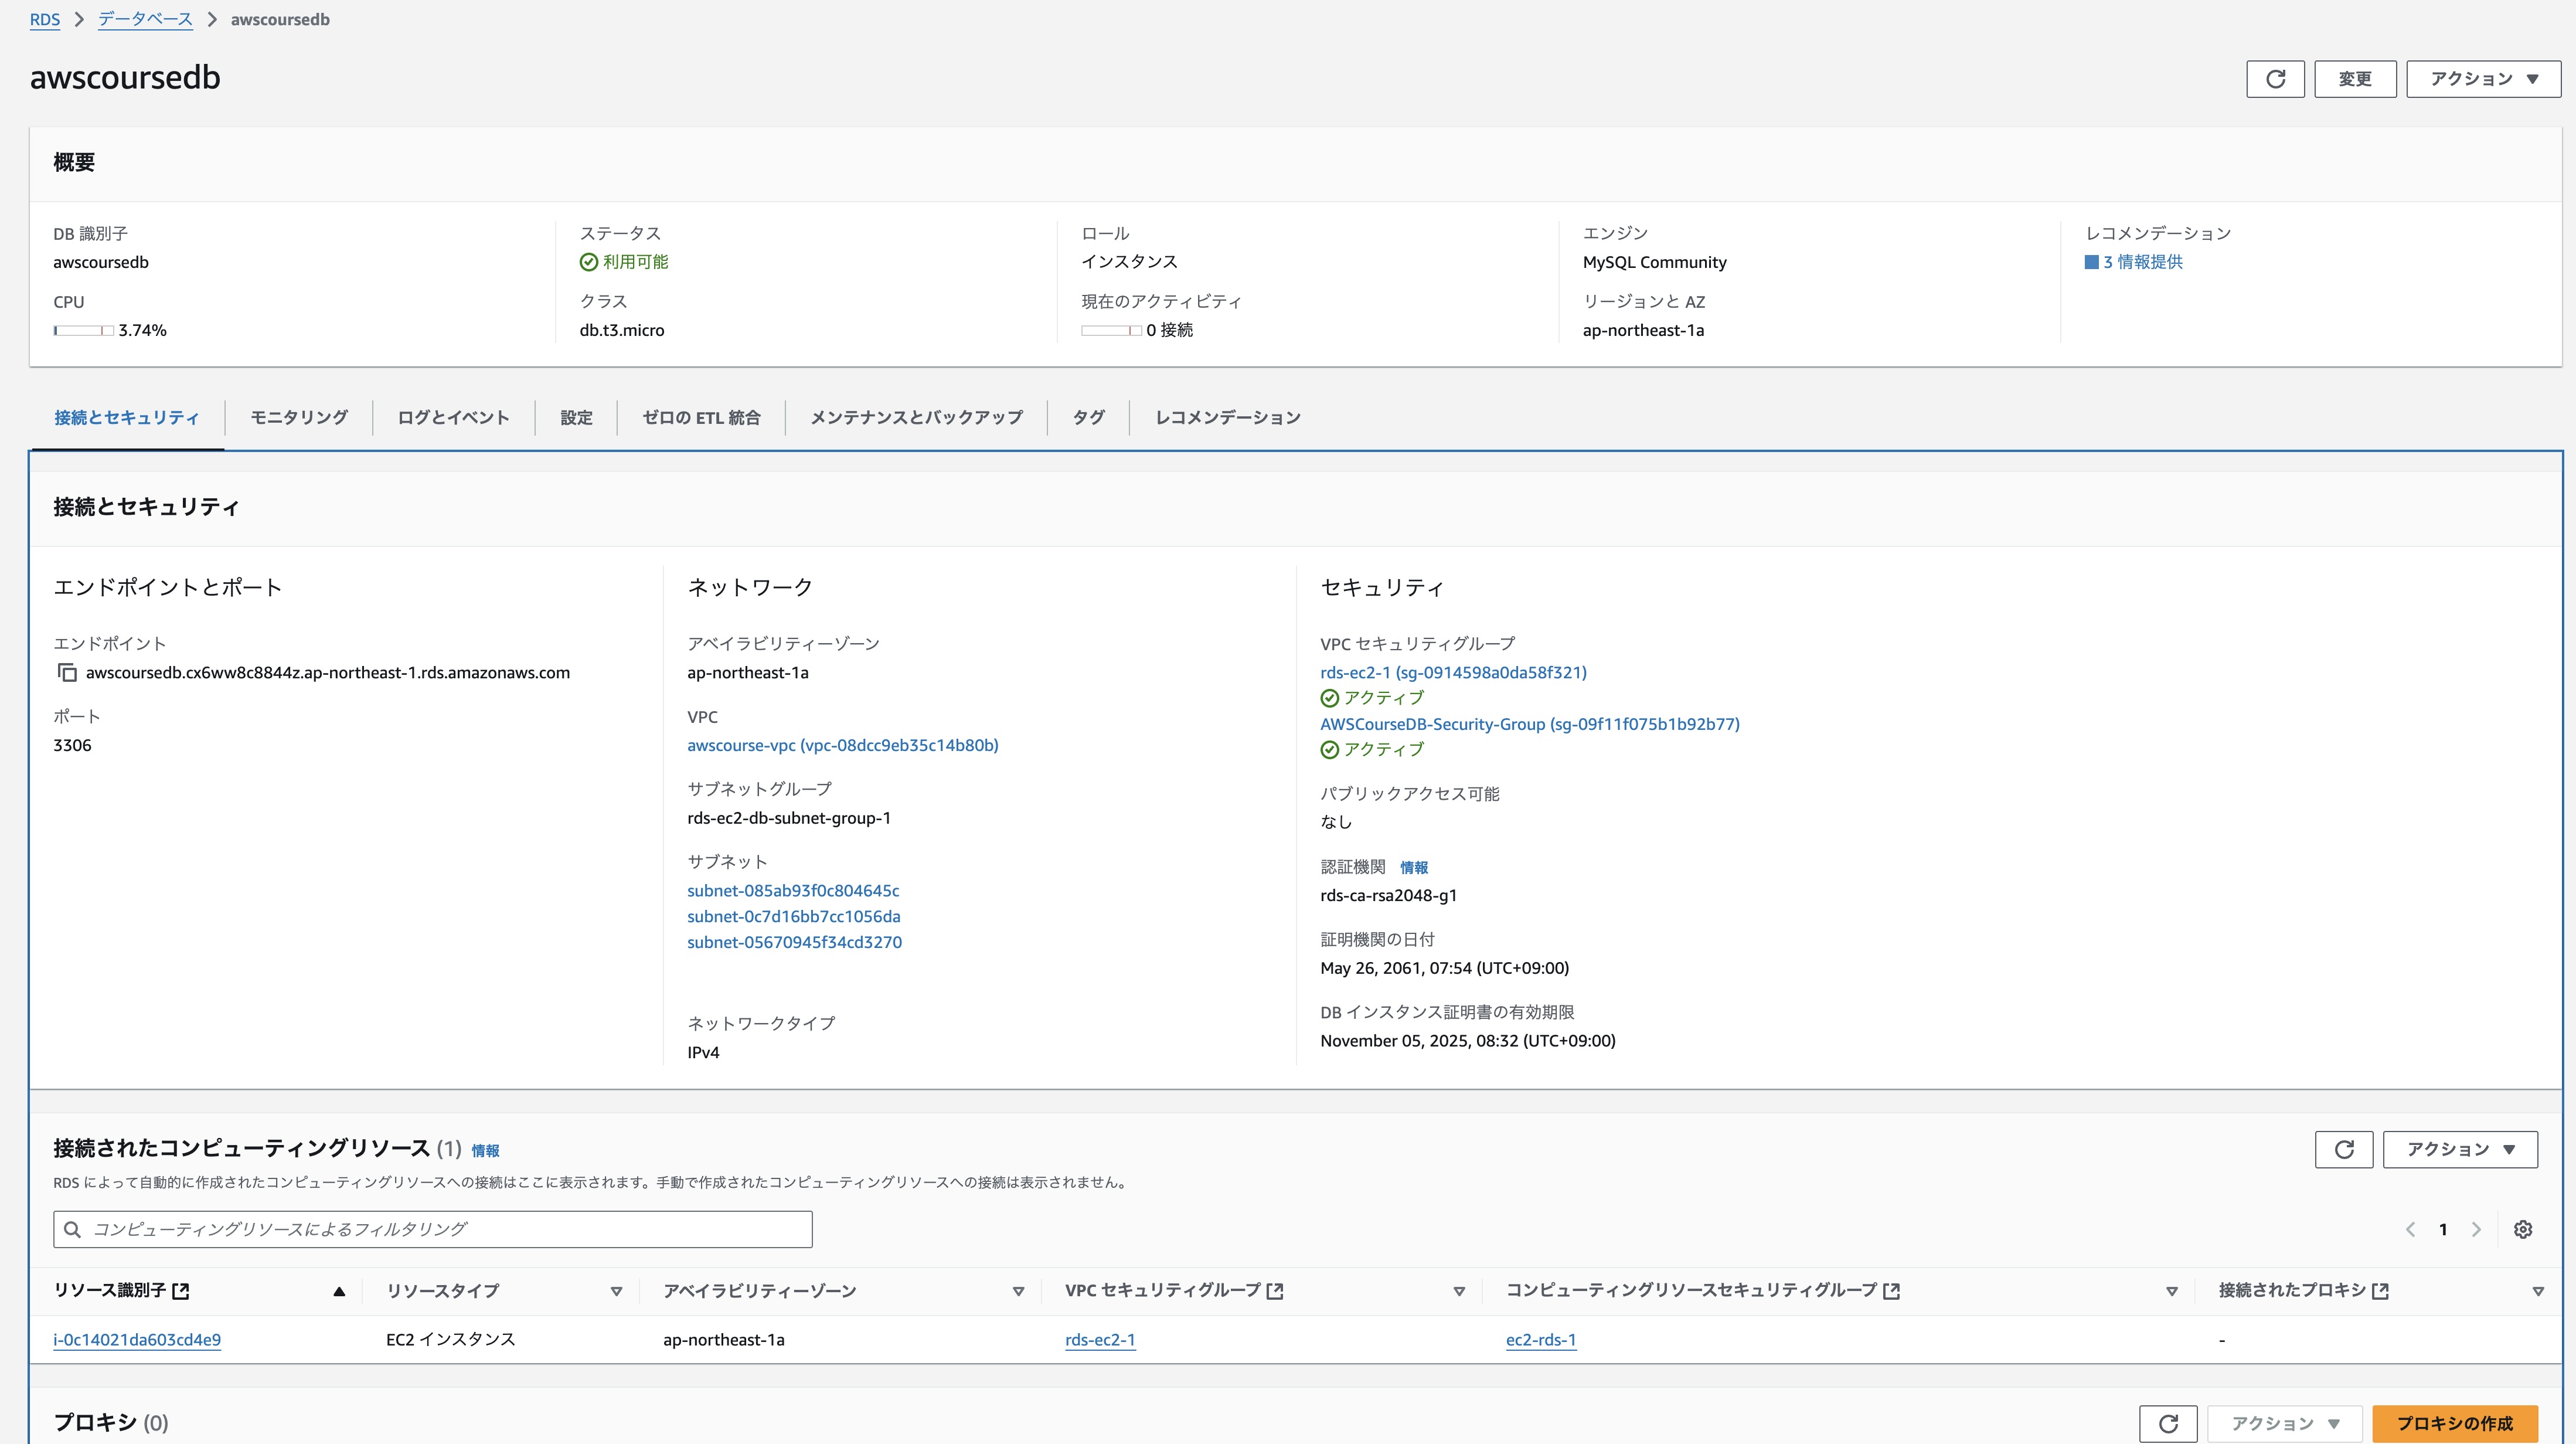 RDS > データベース > awscoursedb
awscoursedb
変更
アクション ▼
概要
DB 識別子
awscoursedb
ステータス
利用可能
ロール
インスタンス
エンジン
MySQL Community
レコメンデーション
3 情報提供
CPU
3.74%
クラス
db.t3.micro
現在のアクティビティ
0 接続
リージョンと AZ
ap-northeast-1a
接続とセキュリティ
モニタリング
ログとイベント
設定
ゼロの ETL 統合
メンテナンスとバックアップ
タグ
レコメンデーション
接続とセキュリティ
エンドポイントとポート
エンドポイント
awscoursedb.cx6ww8c8844z.ap-northeast-1.rds.amazonaws.com
ポート
3306
ネットワーク
アベイラビリティーゾーン
ap-northeast-1a
VPC
awscourse-vpc (vpc-08dcc9eb35c14b80b)
サブネットグループ
rds-ec2-db-subnet-group-1
サブネット
subnet-085ab93f0c804645c
subnet-0c7d16bb7cc1056da
subnet-05670945f34cd3270
ネットワークタイプ
IPv4
セキュリティ
VPC セキュリティグループ
rds-ec2-1 (sg-0914598a0da58f321)
アクティブ
AWSCourseDB-Security-Group (sg-09f11f075b1b92b77)
アクティブ
パブリックアクセス可能
なし
認証機関 情報
rds-ca-rsa2048-g1
証明機関の日付
May 26, 2061, 07:54 (UTC+09:00)
DB インスタンス証明書の有効期限
November 05, 2025, 08:32 (UTC+09:00)
接続されたコンピューティングリソース (1) 情報
アクション ▼
RDS によって自動的に作成されたコンピューティングリソースへの接続はここに表示されます。手動で作成されたコンピューティングリソースへの接続は表示されません。
コンピューティングリソースによるフィルタリング
1
リソース識別子
リソースタイプ
アベイラビリティーゾーン
VPC セキュリティグループ
コンピューティングリソースセキュリティグループ
接続されたプロキシ
i-0c14021da603cd4e9
EC2 インスタンス
ap-northeast-1a
rds-ec2-1
ec2-rds-1
-
プロキシ (0)
アクション ▼
プロキシの作成